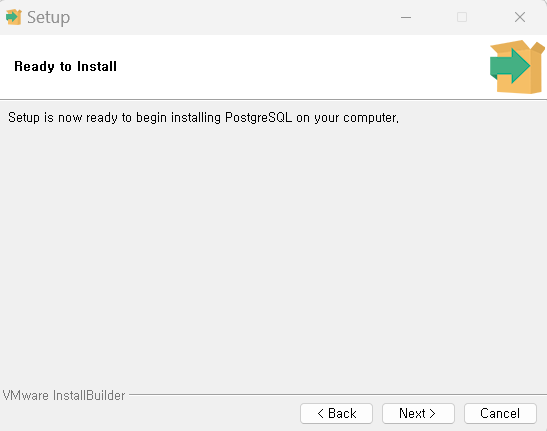 Setup
Ready to Install
Setup is now ready to begin installing PostgreSQL on your computer.
VMware InstallBuilder
< Back
Next >
Cancel